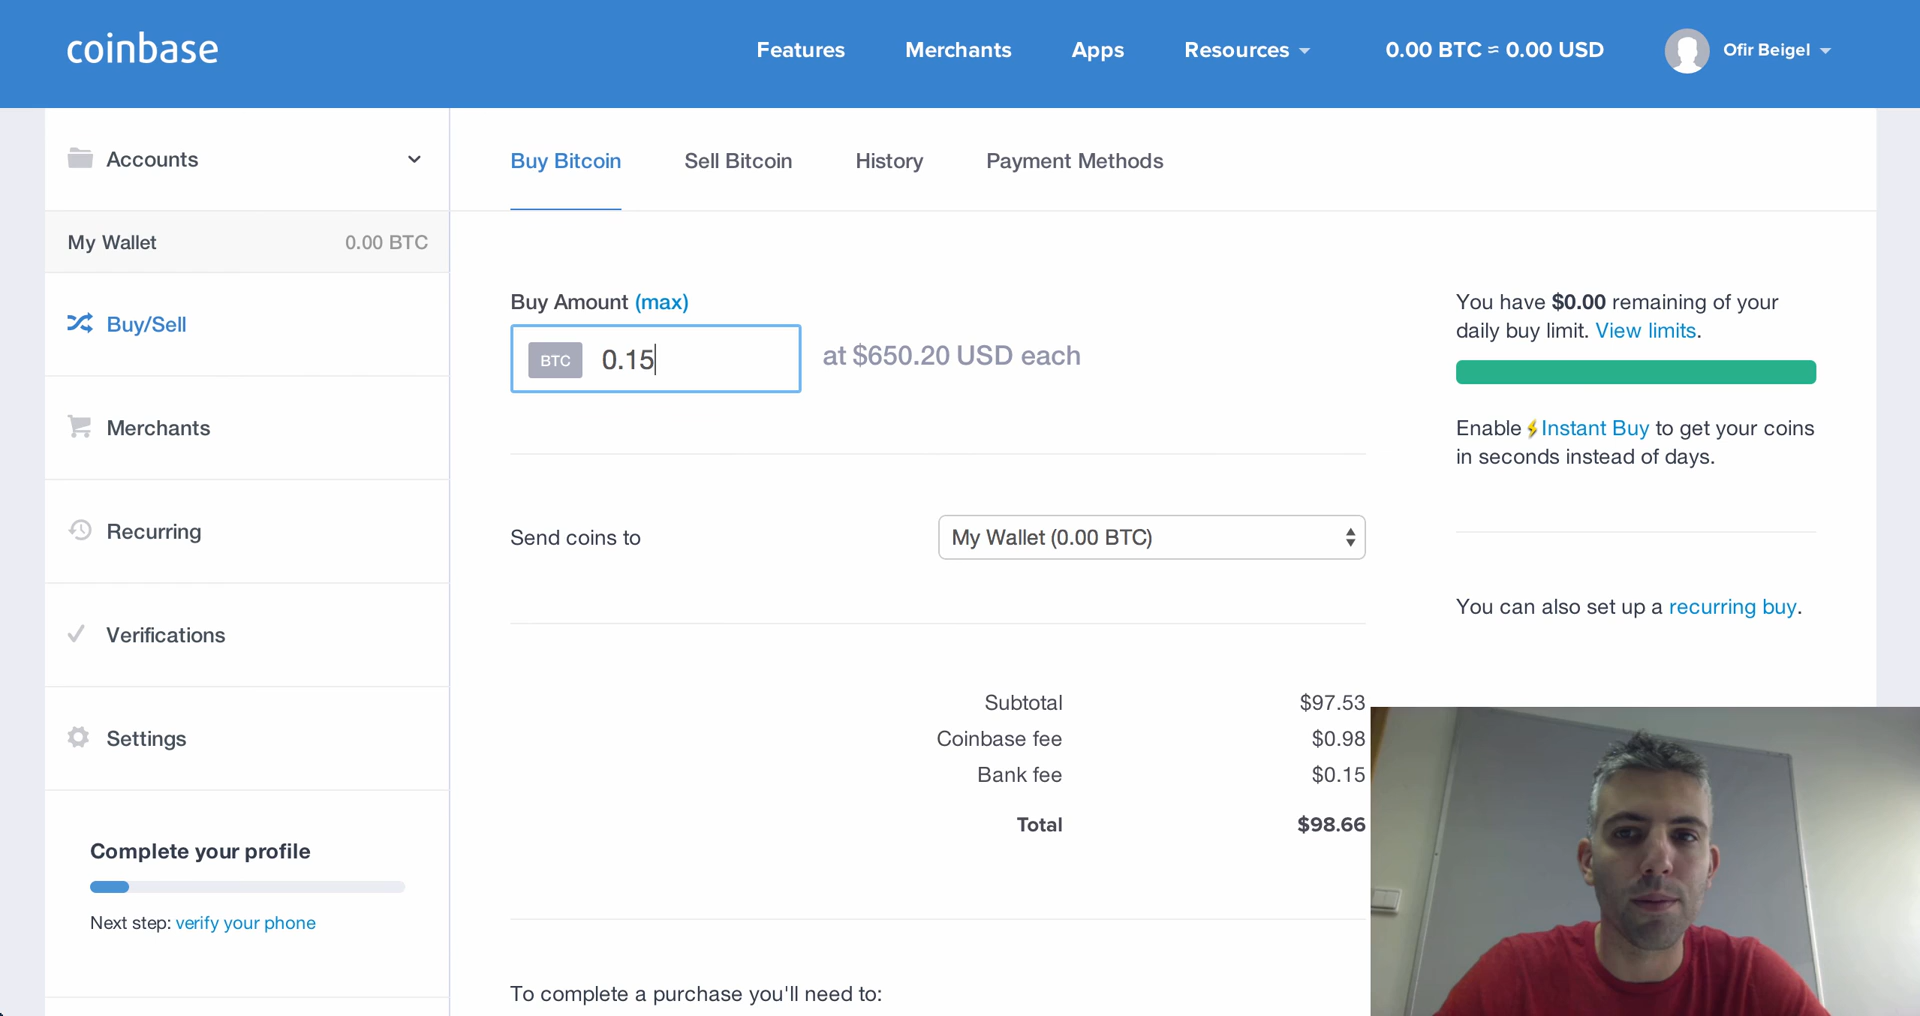 coinbase
Features
Merchants
Apps
Resources
0.00 BTC ≈ 0.00 USD
Ofir Beigel
Accounts
My Wallet
0.00 BTC
Buy/Sell
Merchants
Recurring
Verifications
Settings
Complete your profile
Next step: verify your phone
Buy Bitcoin
Sell Bitcoin
History
Payment Methods
Buy Amount (max)
BTC 0.15
at $650.20 USD each
Send coins to
My Wallet (0.00 BTC)
Subtotal $97.53
Coinbase fee $0.98
Bank fee $0.15
Total $98.66
To complete a purchase you'll need to:
You have $0.00 remaining of your
daily buy limit. View limits.
Enable ⚡Instant Buy to get your coins
in seconds instead of days.
You can also set up a recurring buy.